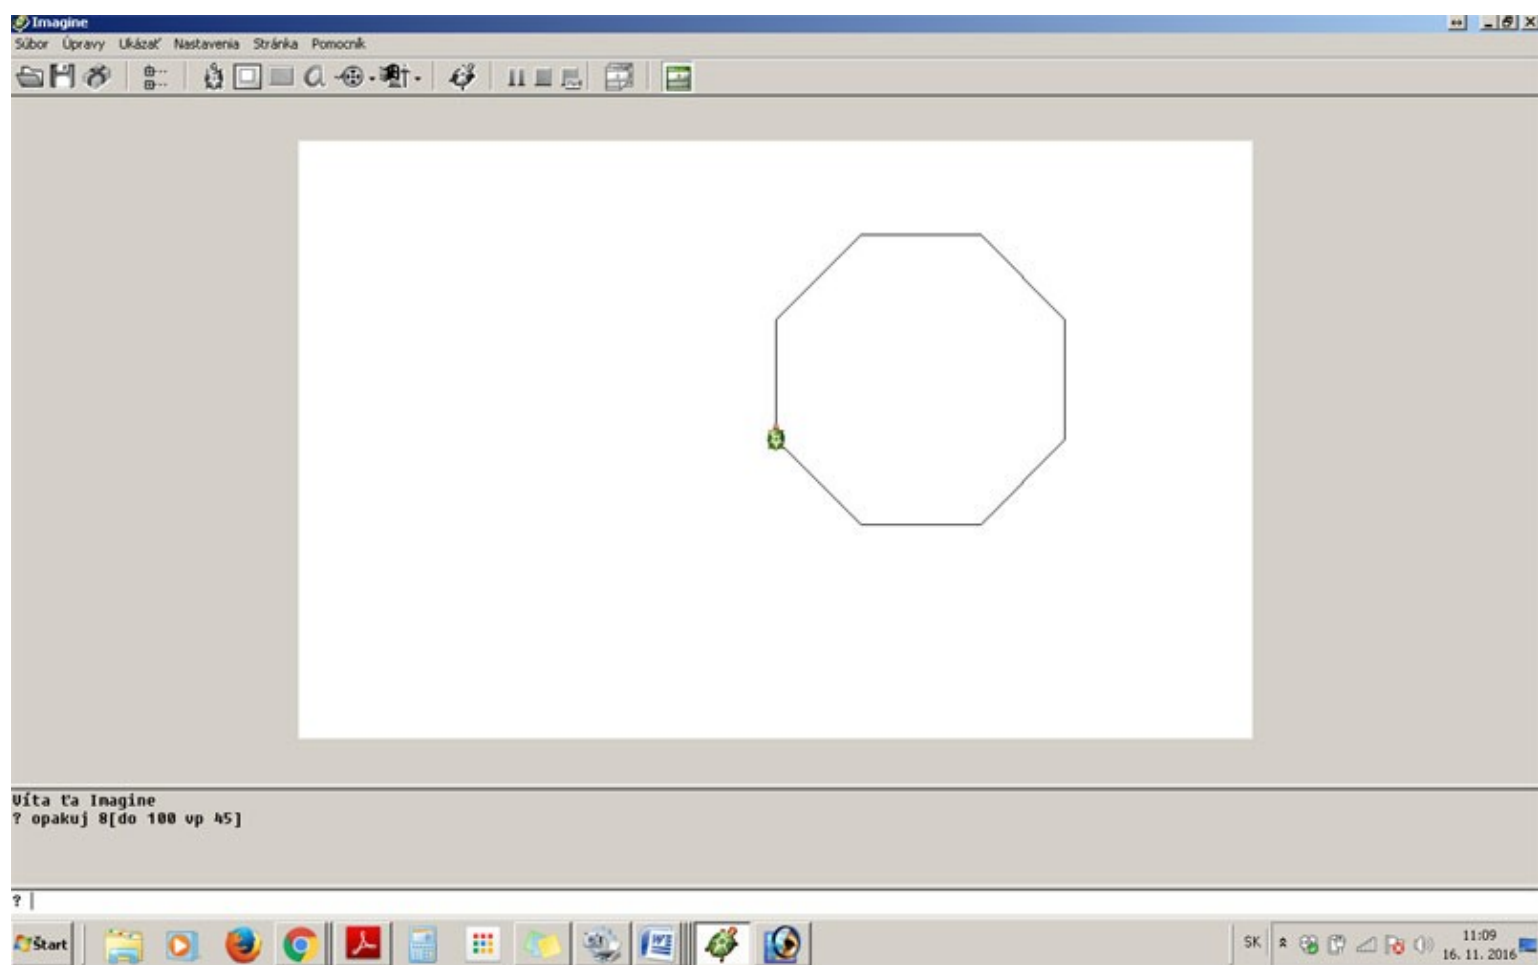 Imagine
Súbor Úpravy Ukázať Nastavenia Stránka Pomocník
Víta ťa Imagine
? opakuj 8[do 100 vp 45]
?
Štart
SK
11:09
16. 11. 2016